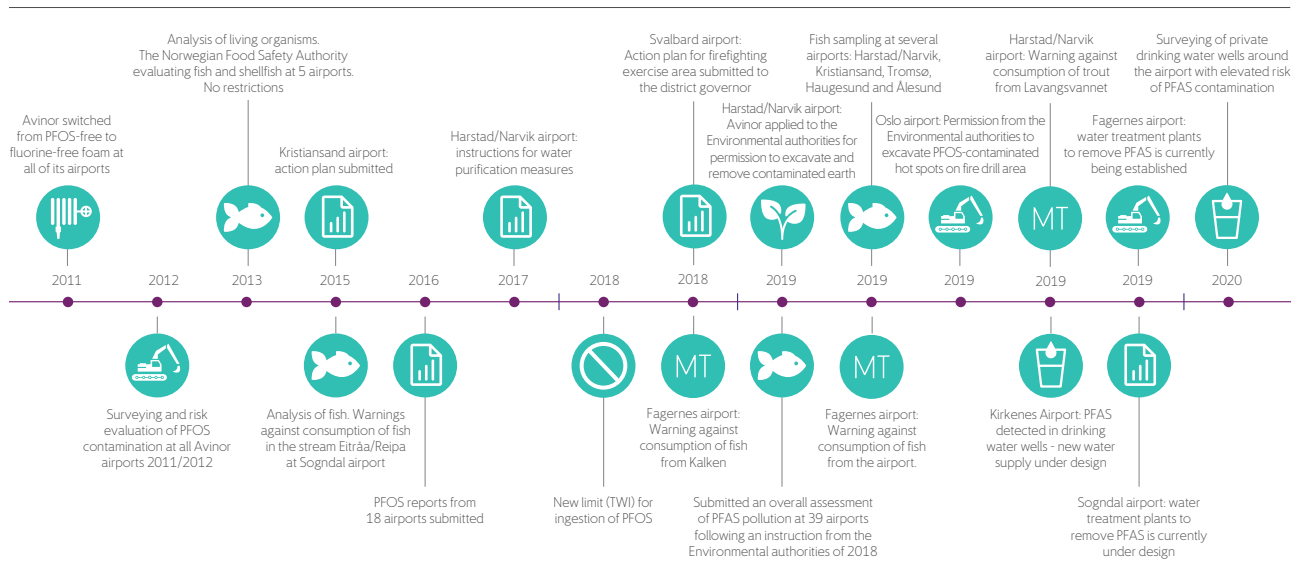 Analysis of living organisms.
The Norwegian Food Safety Authority
evaluating fish and shellfish at 5 airports.
No restrictions
Svalbard airport:
Action plan for firefighting
exercise area submitted to
the district governor
Fish sampling at several
airports: Harstad/Narvik,
Kristiansand, Tromsø,
Haugesund and Ålesund
Harstad/Narvik
airport: Warning against
consumption of trout
from Lavangsvannet
Surveying of private
drinking water wells around
the airport with elevated risk
of PFAS contamination
Avinor switched
from PFOS-free to
fluorine-free foam at
all of its airports
Kristiansand airport:
action plan submitted
Harstad/Narvik airport:
instructions for water
purification measures
Harstad/Narvik airport:
Avinor applied to the
Environmental authorities for
permission to excavate and
remove contaminated earth
Oslo airport: Permission from the
Environmental authorities to
excavate PFOS-contaminated
hot spots on fire drill area
Fagernes airport:
water treatment plants
to remove PFAS is currently
being established
MT
2011
2012
2013
2015
2016
2017
2018
2018
2019
2019
2019
2019
2019
2020
MT
MT
Surveying and risk
evaluation of PFOS
contamination at all Avinor
airports 2011/2012
Analysis of fish. Warnings
against consumption of fish
in the stream Eitråa/Reipa
at Sogndal airport
Fagernes airport:
Warning against
consumption of fish
from Kalken
Fagernes airport:
Warning against
consumption of fish
from the airport.
Kirkenes Airport: PFAS
detected in drinking
water wells - new water
supply under design
PFOS reports from
18 airports submitted
New limit (TWI) for
ingestion of PFOS
Submitted an overall assessment
of PFAS pollution at 39 airports
following an instruction from the
Environmental authorities of 2018
Sogndal airport: water
treatment plants to
remove PFAS is currently
under design